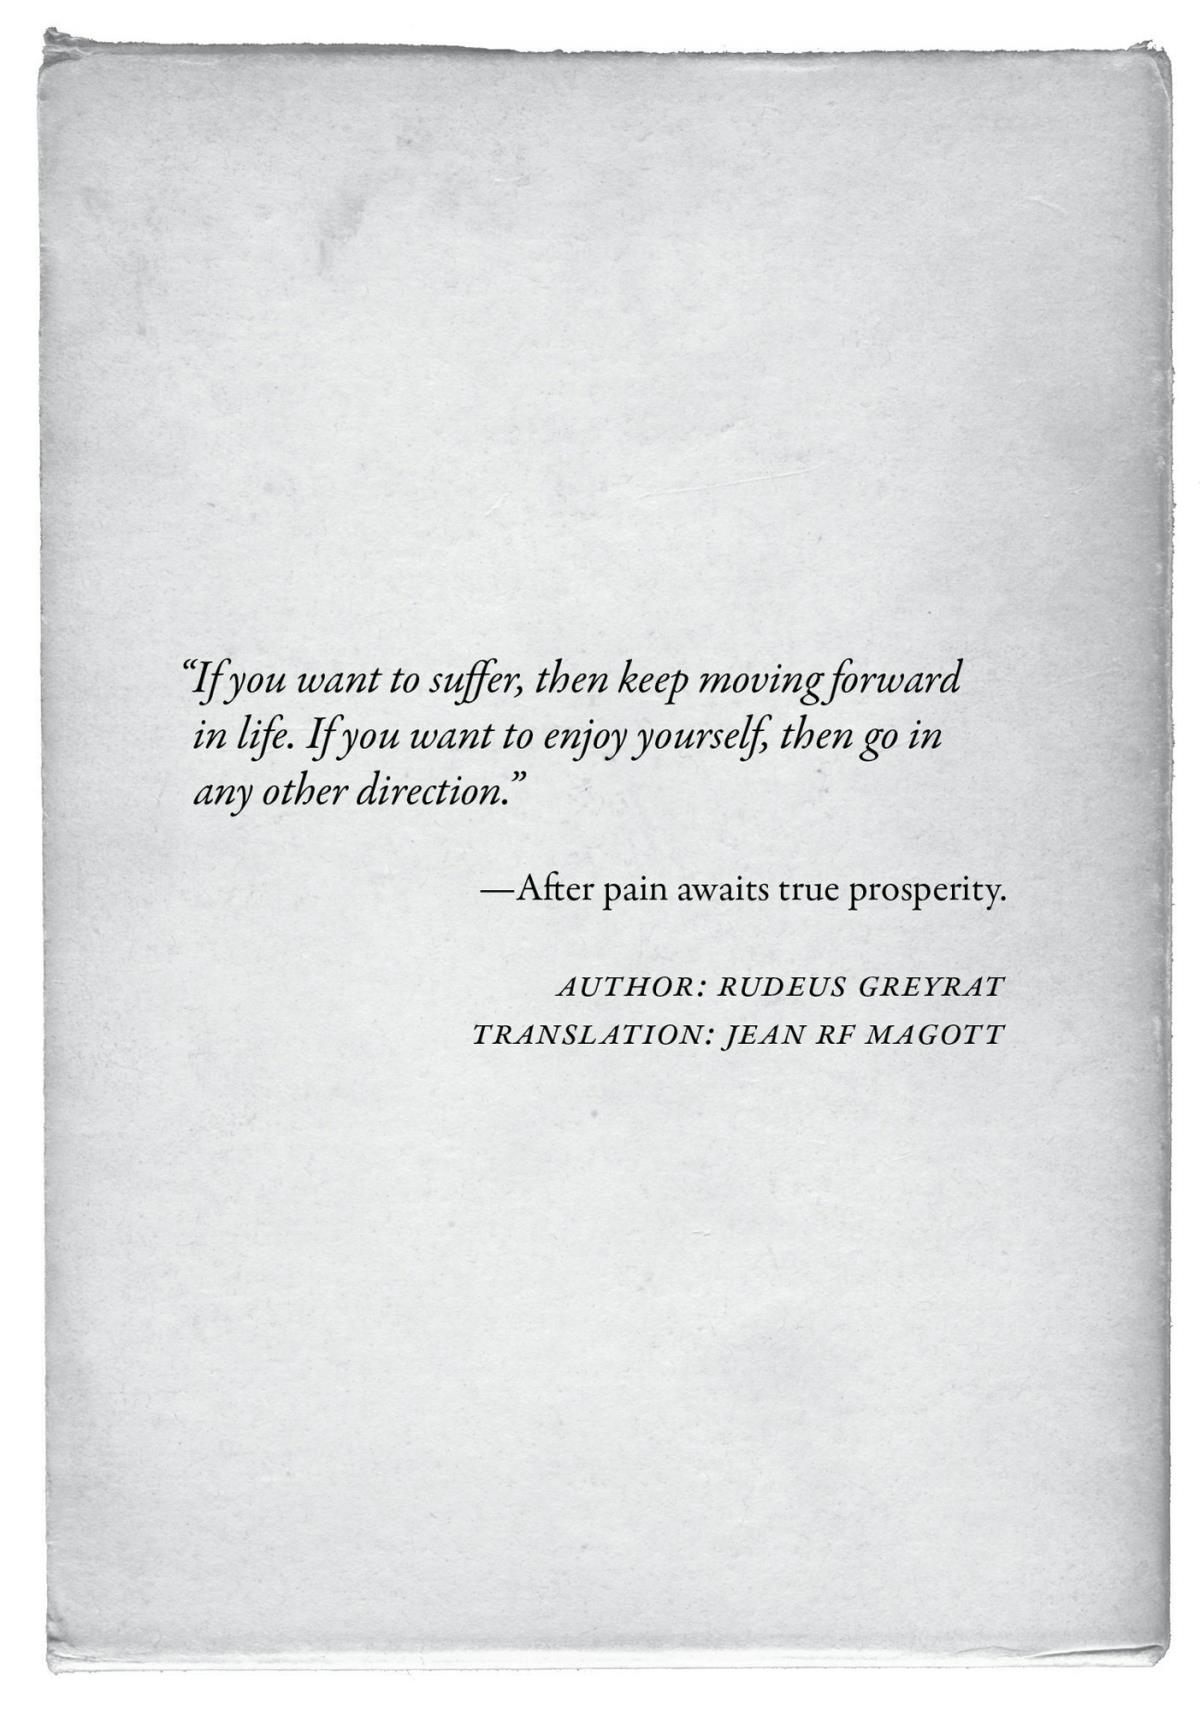 “If you want to suffer, then keep moving forward
in life. If you want to enjoy yourself, then go in
any other direction.”
—After pain awaits true prosperity.
AUTHOR: RUDEUS GREYRAT
TRANSLATION: JEAN RF MAGOTT